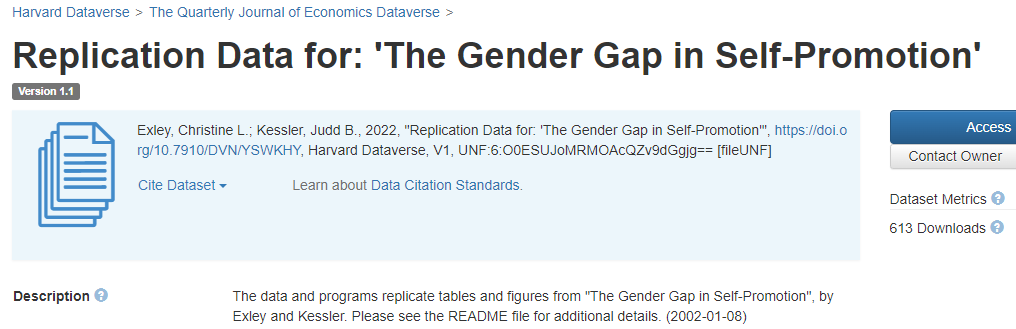 Harvard Dataverse > The Quarterly Journal of Economics Dataverse >
Replication Data for: 'The Gender Gap in Self-Promotion'
Version 1.1
Exley, Christine L.; Kessler, Judd B., 2022, "Replication Data for: 'The Gender Gap in Self-Promotion'", https://doi.o
rg/10.7910/DVN/YSWKHY, Harvard Dataverse, V1, UNF:6:O0ESUJoMRMOAcQZv9dGgjg== [fileUNF]
Cite Dataset
Learn about Data Citation Standards.
Access
Contact Owner
Dataset Metrics ?
613 Downloads ?
Description ?
The data and programs replicate tables and figures from "The Gender Gap in Self-Promotion", by
Exley and Kessler. Please see the README file for additional details. (2002-01-08)